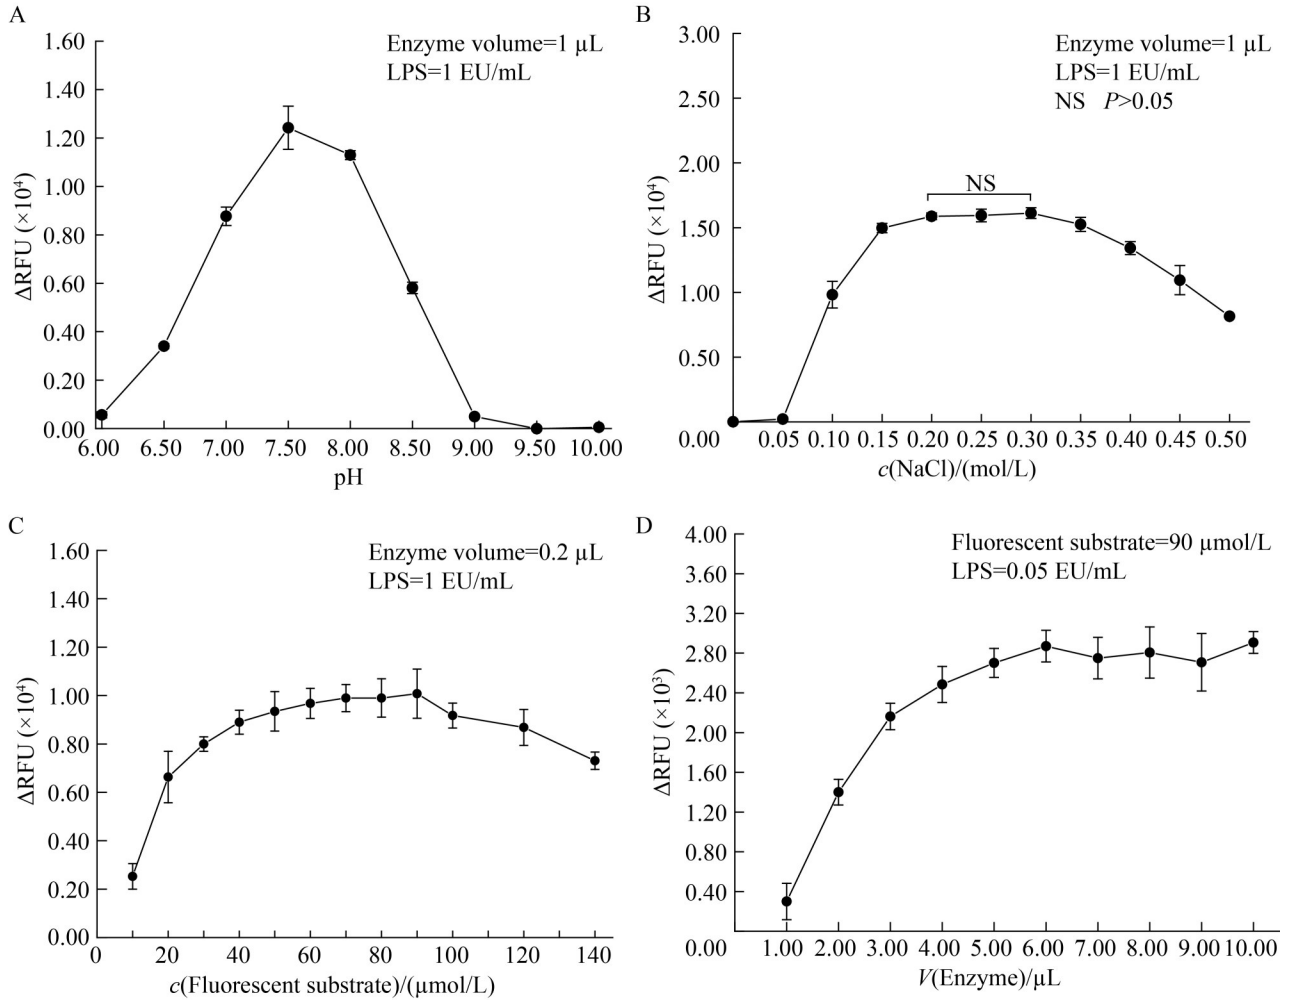 A
Enzyme volume=1 µL
LPS=1 EU/mL
1.60
1.40
1.20
1.00
0.80
0.60
0.40
0.20
0.00
ΔRFU (×10⁴)
6.00 6.50 7.00 7.50 8.00 8.50 9.00 9.50 10.00
pH
B
Enzyme volume=1 µL
LPS=1 EU/mL
NS P>0.05
NS
3.00
2.50
2.00
1.50
1.00
0.50
0.00
ΔRFU (×10⁴)
0.05 0.10 0.15 0.20 0.25 0.30 0.35 0.40 0.45 0.50
c(NaCl)/(mol/L)
C
Enzyme volume=0.2 µL
LPS=1 EU/mL
1.60
1.40
1.20
1.00
0.80
0.60
0.40
0.20
0.00
ΔRFU (×10⁴)
0 20 40 60 80 100 120 140
c(Fluorescent substrate)/(µmol/L)
D
Fluorescent substrate=90 µmol/L
LPS=0.05 EU/mL
4.00
3.60
3.20
2.80
2.40
2.00
1.60
1.20
0.80
0.40
0.00
ΔRFU (×10³)
1.00 2.00 3.00 4.00 5.00 6.00 7.00 8.00 9.00 10.00
V(Enzyme)/µL